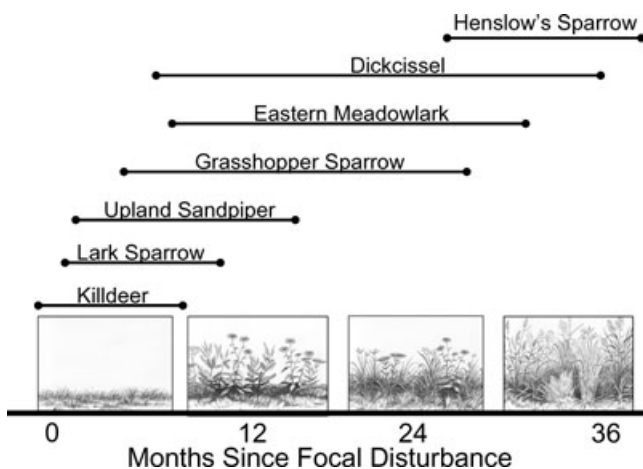 Henslow's Sparrow
Dickcissel
Eastern Meadowlark
Grasshopper Sparrow
Upland Sandpiper
Lark Sparrow
Killdeer
0 12 24 36
Months Since Focal Disturbance